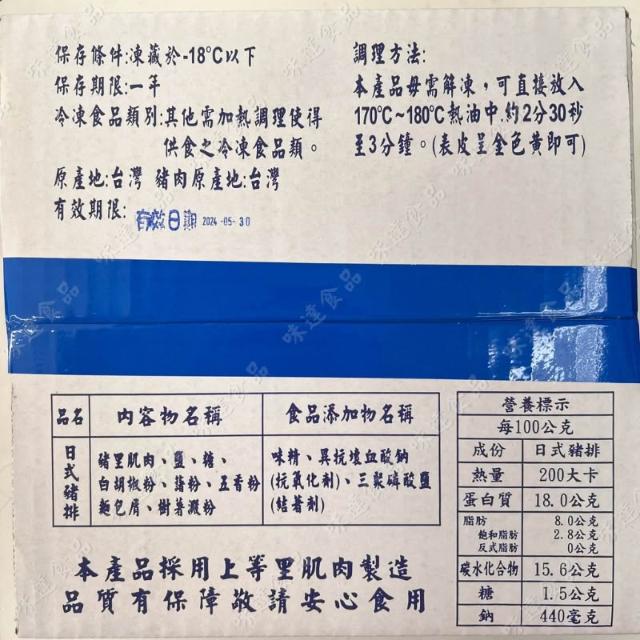 保存條件:凍藏於-18°C以下
保存期限:一年
冷凍食品類別:其他需加熱調理使得
供食之冷凍食品類。
原產地:台灣 豬肉原產地:台灣
有效期限:
有效日期 2024-05-30
調理方法:
本產品毋需解凍,可直接放入
170°C~180°C熱油中,約2分30秒
至3分鐘。(表皮呈金色黃即可)
品名 內容物名稱 食品添加物名稱
日式豬排
豬里肌肉、鹽、糖、
白胡椒粉、蒜粉、五香粉
麵包屑、樹薯澱粉
味精、異抗壞血酸鈉
(抗氧化劑)、三聚磷酸鹽
(結著劑)
營養標示
每100公克
成份 日式豬排
熱量 200大卡
蛋白質 18.0公克
脂肪 8.0公克
飽和脂肪 2.8公克
反式脂肪 0公克
碳水化合物 15.6公克
糖 1.5公克
鈉 440毫克
本產品採用上等里肌肉製造
品質有保障敬請安心食用
味達食品